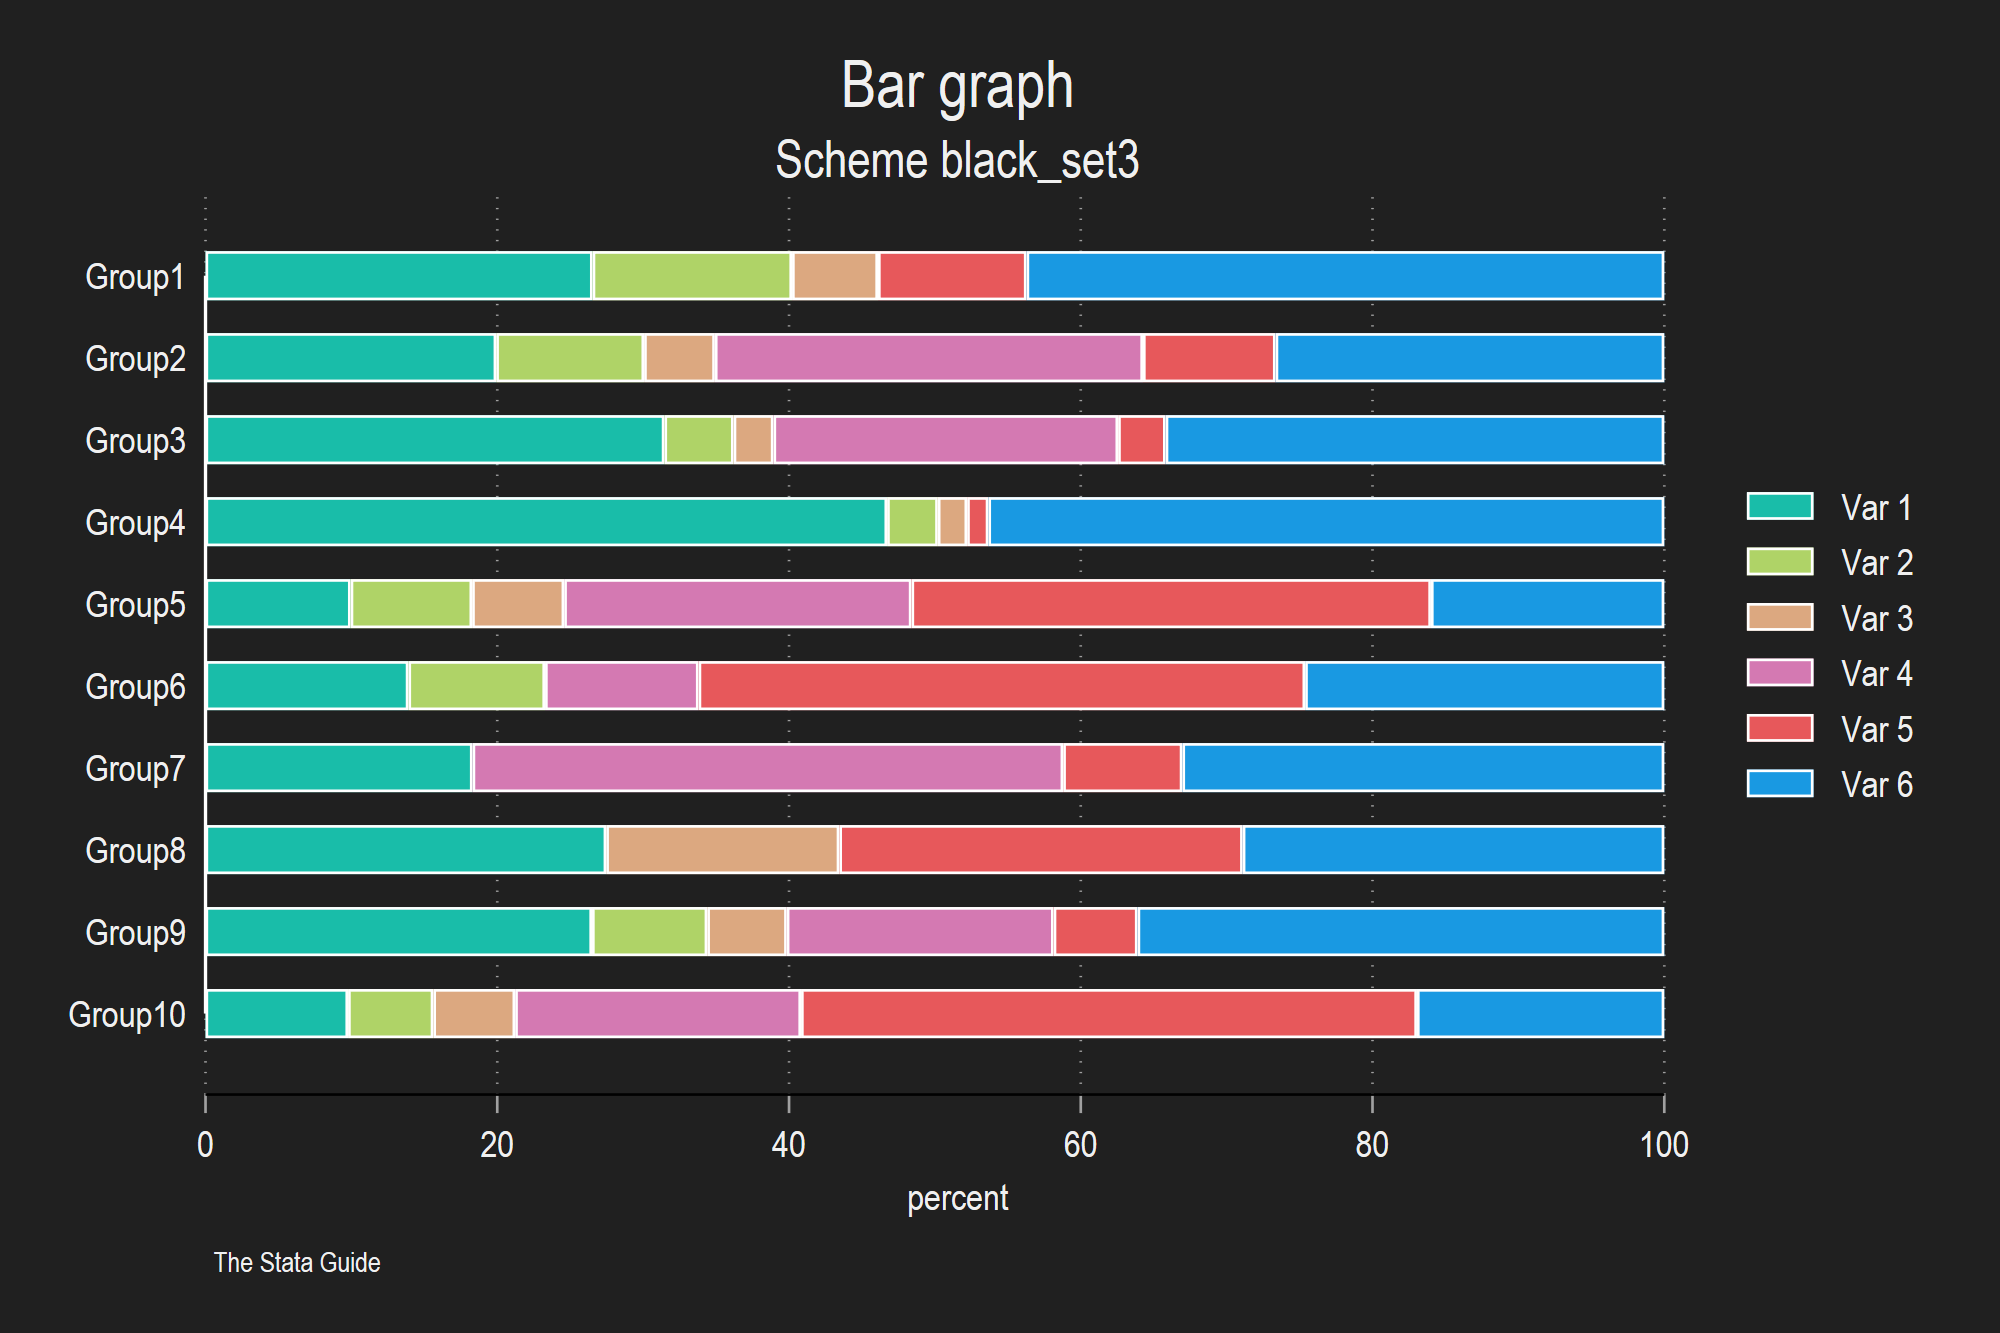 Bar graph
Scheme black_set3
Group1
Group2
Group3
Group4
Group5
Group6
Group7
Group8
Group9
Group10
Var 1
Var 2
Var 3
Var 4
Var 5
Var 6
0 20 40 60 80 100
percent
The Stata Guide